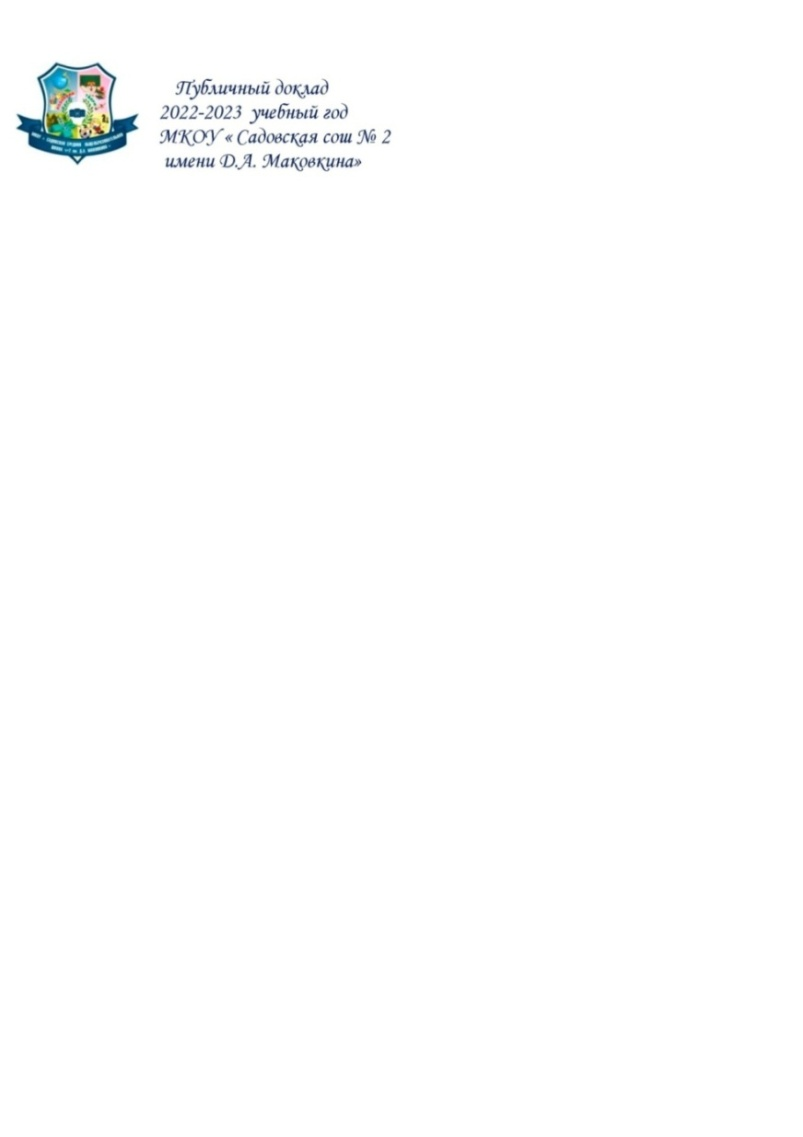 Публичный доклад
2022-2023 учебный год
МКОУ « Садовская сош № 2
имени Д.А. Маковкина»